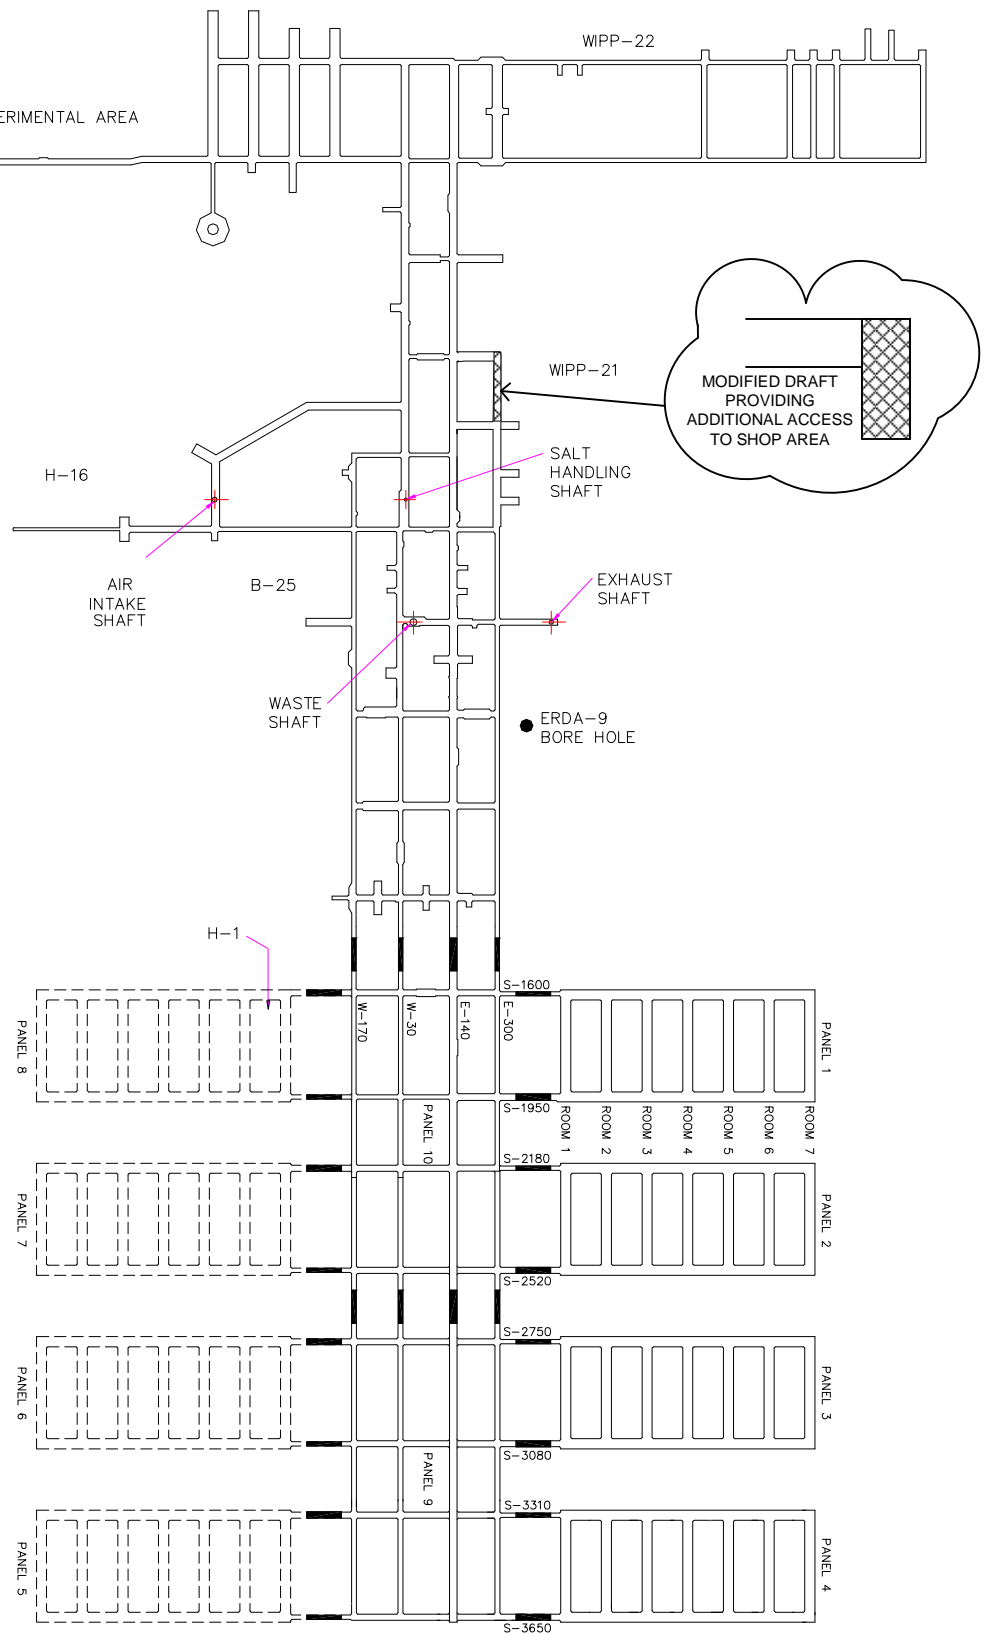 WIPP-22
ERIMENTAL AREA
WIPP-21
MODIFIED DRAFT
PROVIDING
ADDITIONAL ACCESS
TO SHOP AREA
H-16
SALT
HANDLING
SHAFT
AIR
INTAKE
SHAFT
B-25
EXHAUST
SHAFT
WASTE
SHAFT
ERDA-9
BORE HOLE
H-1
S-1600
W-170
W-30
E-140
E-300
PANEL 8
PANEL 1
S-1950
PANEL 10
ROOM 1
ROOM 2
ROOM 3
ROOM 4
ROOM 5
ROOM 6
ROOM 7
S-2180
PANEL 7
PANEL 2
S-2520
S-2750
PANEL 6
PANEL 3
S-3080
PANEL 9
S-3310
PANEL 5
PANEL 4
S-3650